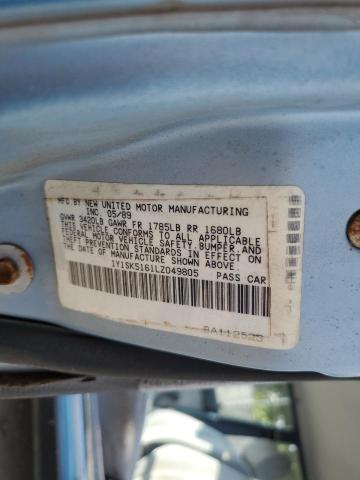 MFG.BY NEW UNITED MOTOR MANUFACTURING
INC. 05/89
GVWR 3420LB GAWR FR 1785LB RR 1680LB
THIS VEHICLE CONFORMS TO ALL APPLICABLE
FEDERAL MOTOR VEHICLE SAFETY,BUMPER,AND
THEFT PREVENTION STANDARDS IN EFFECT ON
THE DATE OF MANUFACTURE SHOWN ABOVE.
1Y1SK5161LZ049805 PASS CAR
BA112523